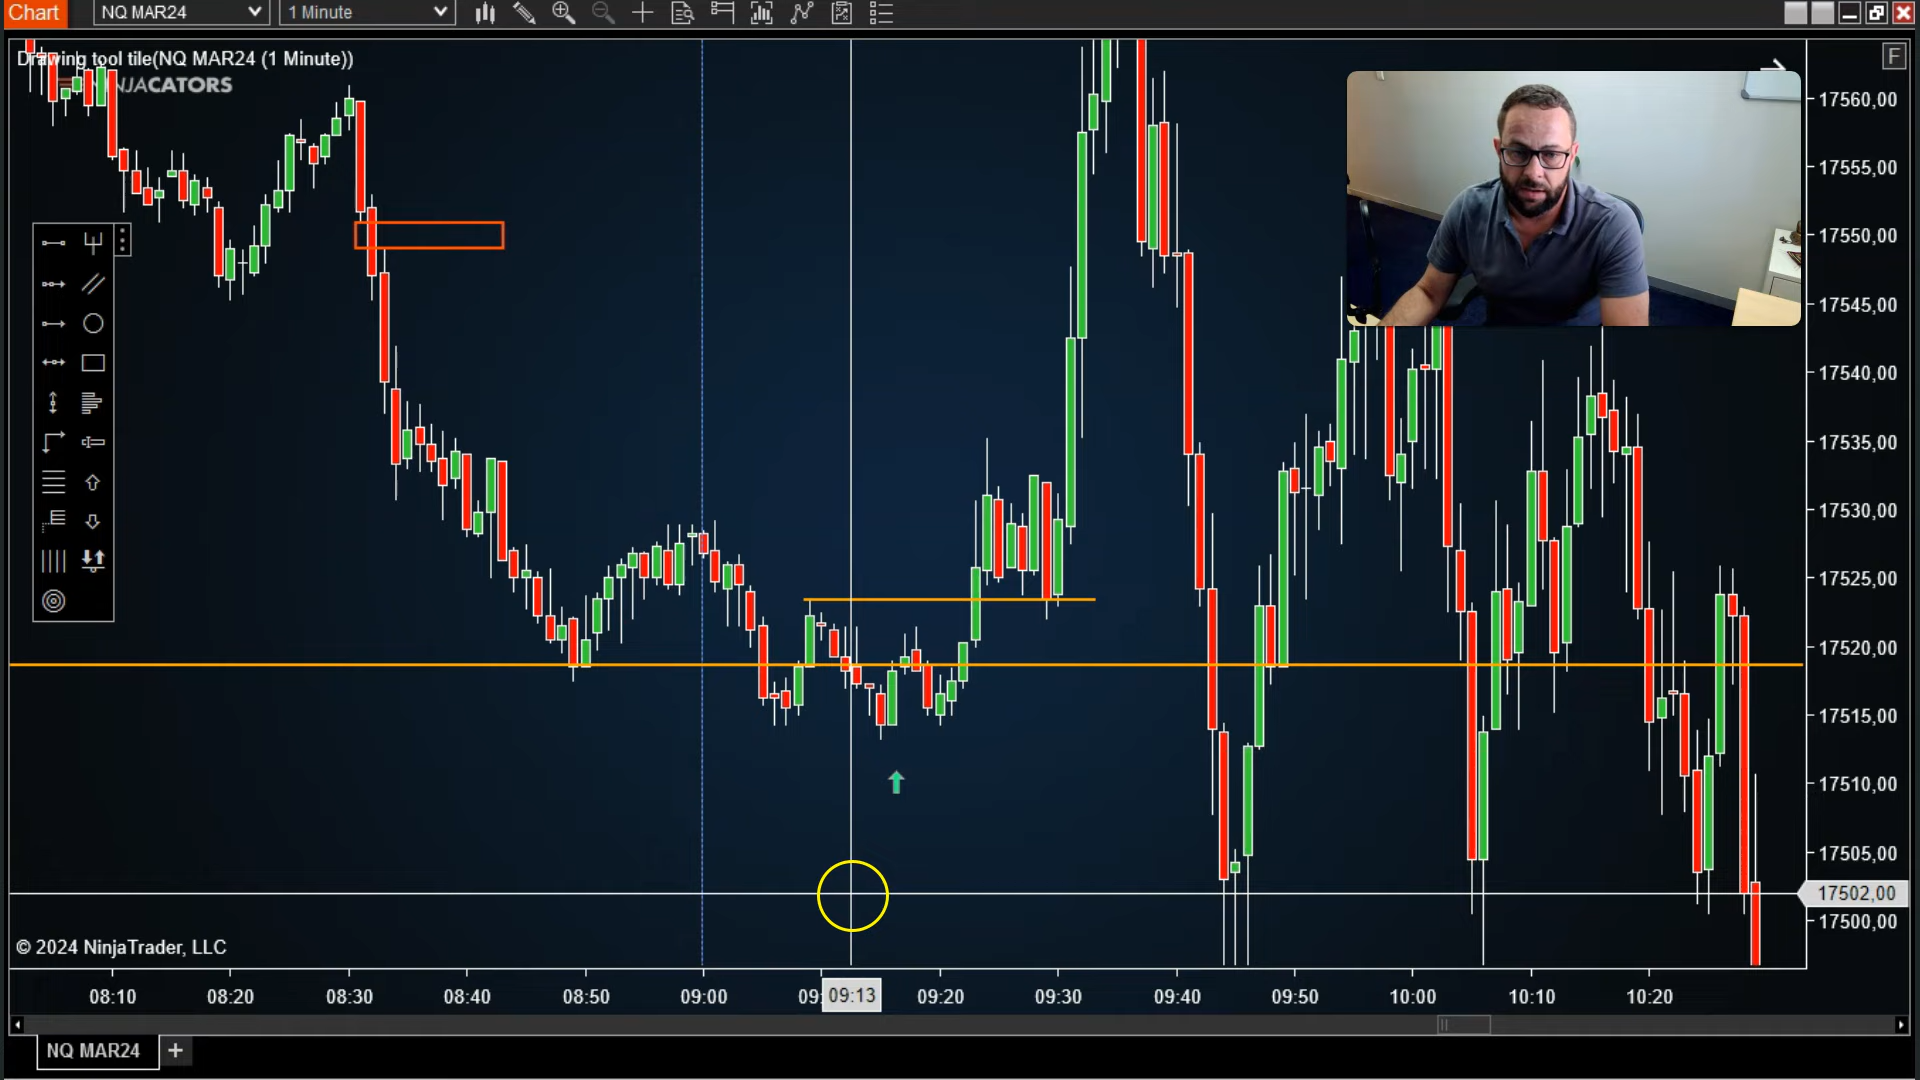 Chart NQ MAR24 1 Minute
Drawing tool tile(NQ MAR24 (1 Minute))
F
CATORS
17560,00
17555,00
17550,00
17545,00
17540,00
17535,00
17530,00
17525,00
17520,00
17515,00
17510,00
17505,00
17502,00
17500,00
© 2024 NinjaTrader, LLC
08:10 08:20 08:30 08:40 08:50 09:00 09: 09:13 09:20 09:30 09:40 09:50 10:00 10:10 10:20
NQ MAR24 +